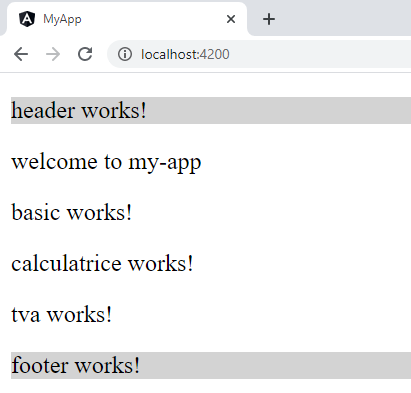 MyApp
localhost:4200
header works!
welcome to my-app
basic works!
calculatrice works!
tva works!
footer works!